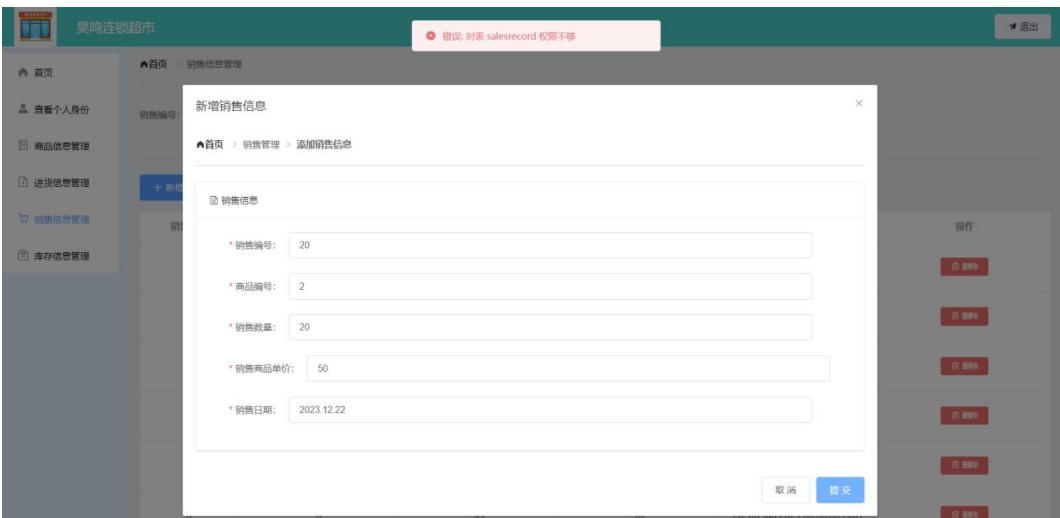 昊鸣连锁超市
错误: 对表 salesrecord 权限不够
退出
首页
查看个人身份
商品信息管理
进货信息管理
销售信息管理
库存信息管理
首页 > 销售信息管理
销售编号:
+ 新增
操作
删除
删除
删除
删除
删除
删除
新增销售信息
首页 > 销售管理 > 添加销售信息
销售信息
* 销售编号: 20
* 商品编号: 2
* 销售数量: 20
* 销售商品单价: 50
* 销售日期: 2023.12.22
取消
提交